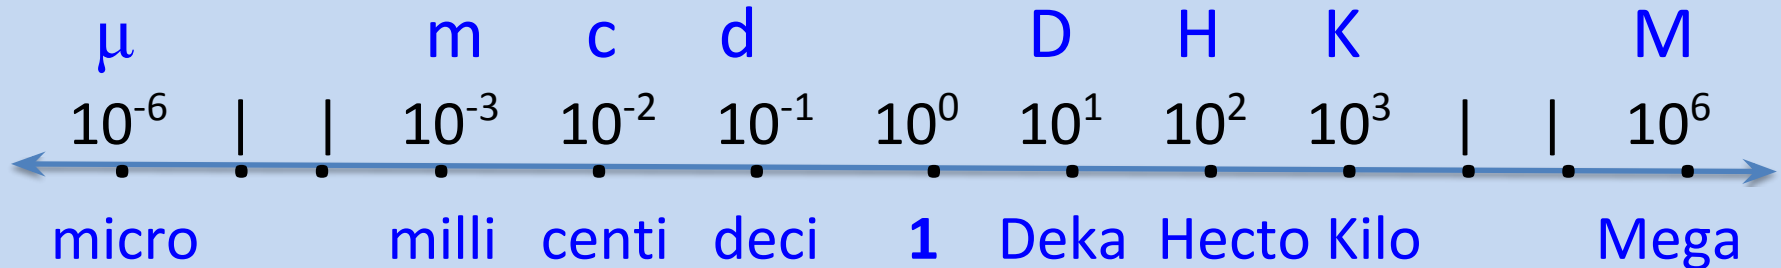 μ m c d D H K M
10⁻⁶ | | 10⁻³ 10⁻² 10⁻¹ 10⁰ 10¹ 10² 10³ | | 10⁶
micro milli centi deci 1 Deka Hecto Kilo Mega